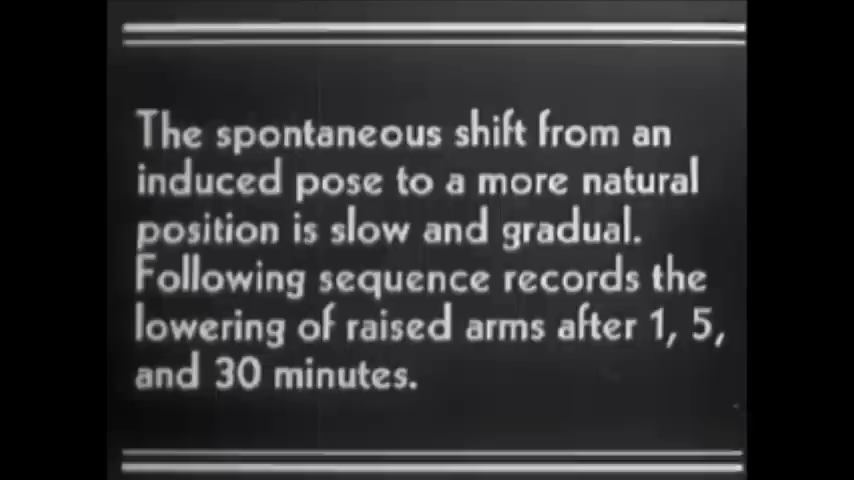 The spontaneous shift from an
induced pose to a more natural
position is slow and gradual.
Following sequence records the
lowering of raised arms after 1, 5,
and 30 minutes.